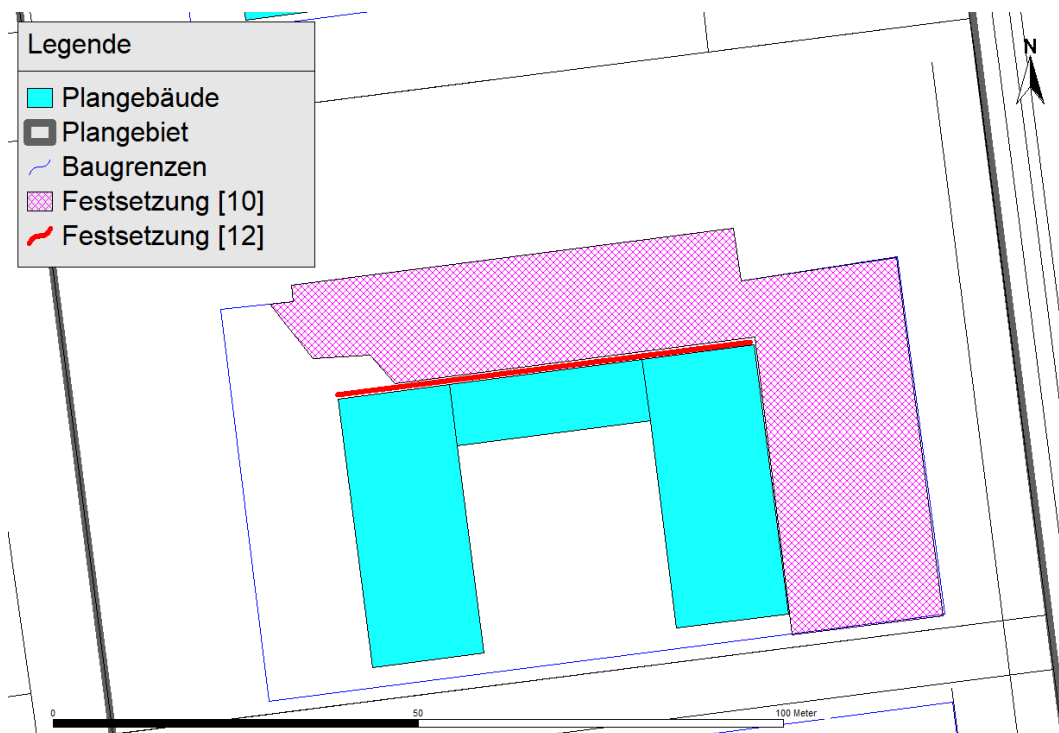 Legende
Plangebäude
Plangebiet
Baugrenzen
Festsetzung [10]
Festsetzung [12]
N
0 50 100 Meter